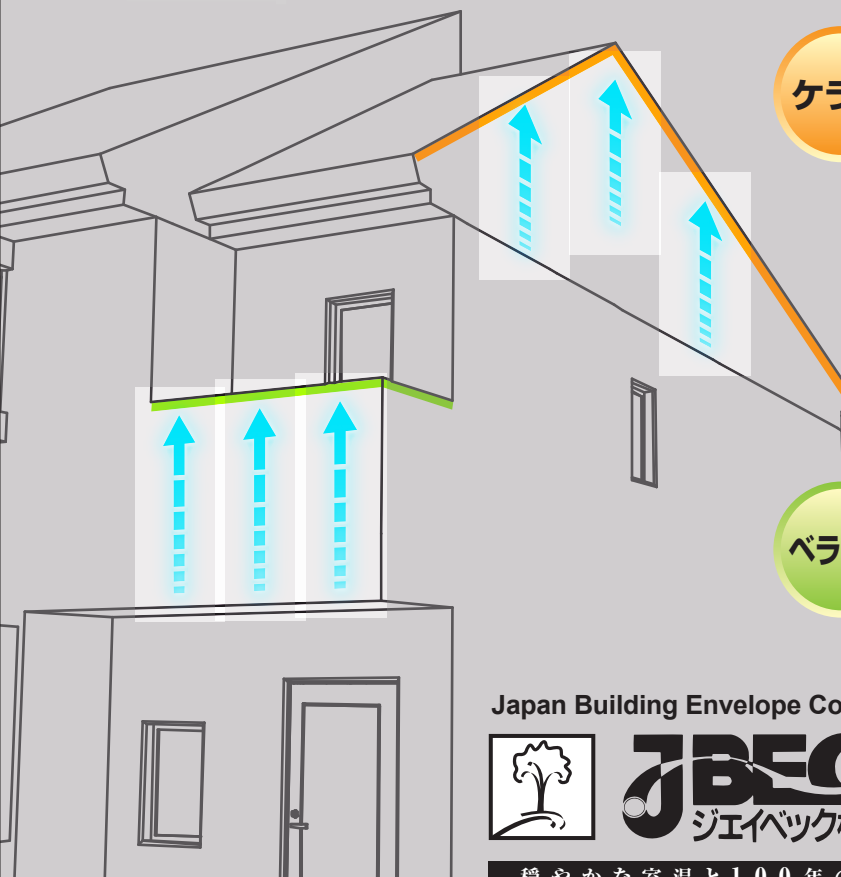 ケラ
ベラ
Japan Building Envelope Co
JBEC
ジェイベック
穏やかな室温と100年の